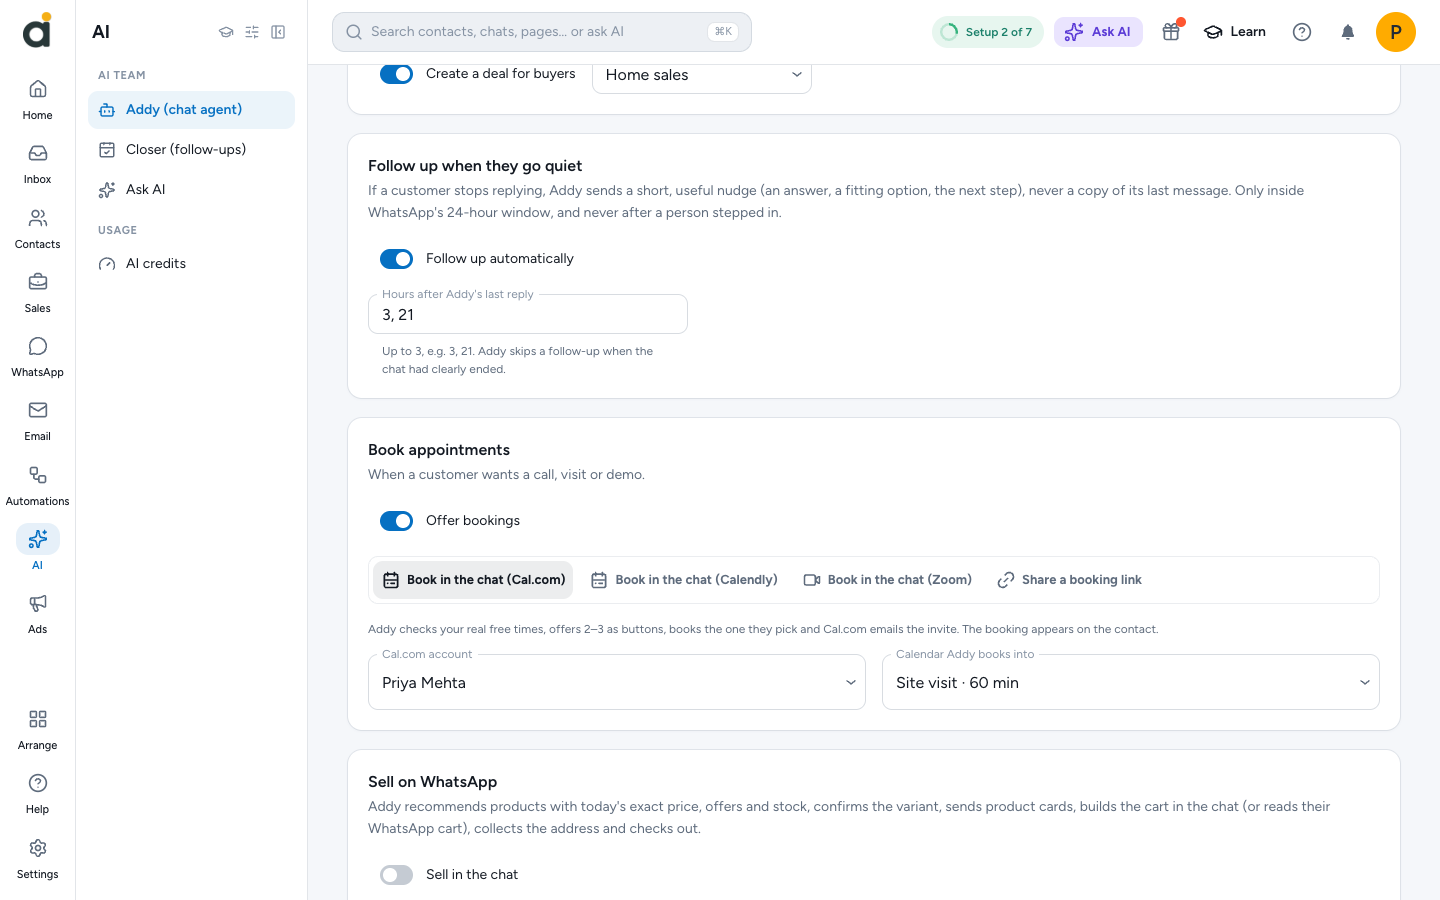 AI
Search contacts, chats, pages... or ask AI
⌘K
Setup 2 of 7
Ask AI
Learn
P
Home
Inbox
Contacts
Sales
WhatsApp
Email
Automations
AI
Ads
Arrange
Help
Settings
AI TEAM
Addy (chat agent)
Closer (follow-ups)
Ask AI
USAGE
AI credits
Create a deal for buyers
Home sales
Follow up when they go quiet
If a customer stops replying, Addy sends a short, useful nudge (an answer, a fitting option, the next step), never a copy of its last message. Only inside
WhatsApp's 24-hour window, and never after a person stepped in.
Follow up automatically
Hours after Addy's last reply
3, 21
Up to 3, e.g. 3, 21. Addy skips a follow-up when the
chat had clearly ended.
Book appointments
When a customer wants a call, visit or demo.
Offer bookings
Book in the chat (Cal.com)
Book in the chat (Calendly)
Book in the chat (Zoom)
Share a booking link
Addy checks your real free times, offers 2–3 as buttons, books the one they pick and Cal.com emails the invite. The booking appears on the contact.
Cal.com account
Priya Mehta
Calendar Addy books into
Site visit · 60 min
Sell on WhatsApp
Addy recommends products with today's exact price, offers and stock, confirms the variant, sends product cards, builds the cart in the chat (or reads their
WhatsApp cart), collects the address and checks out.
Sell in the chat